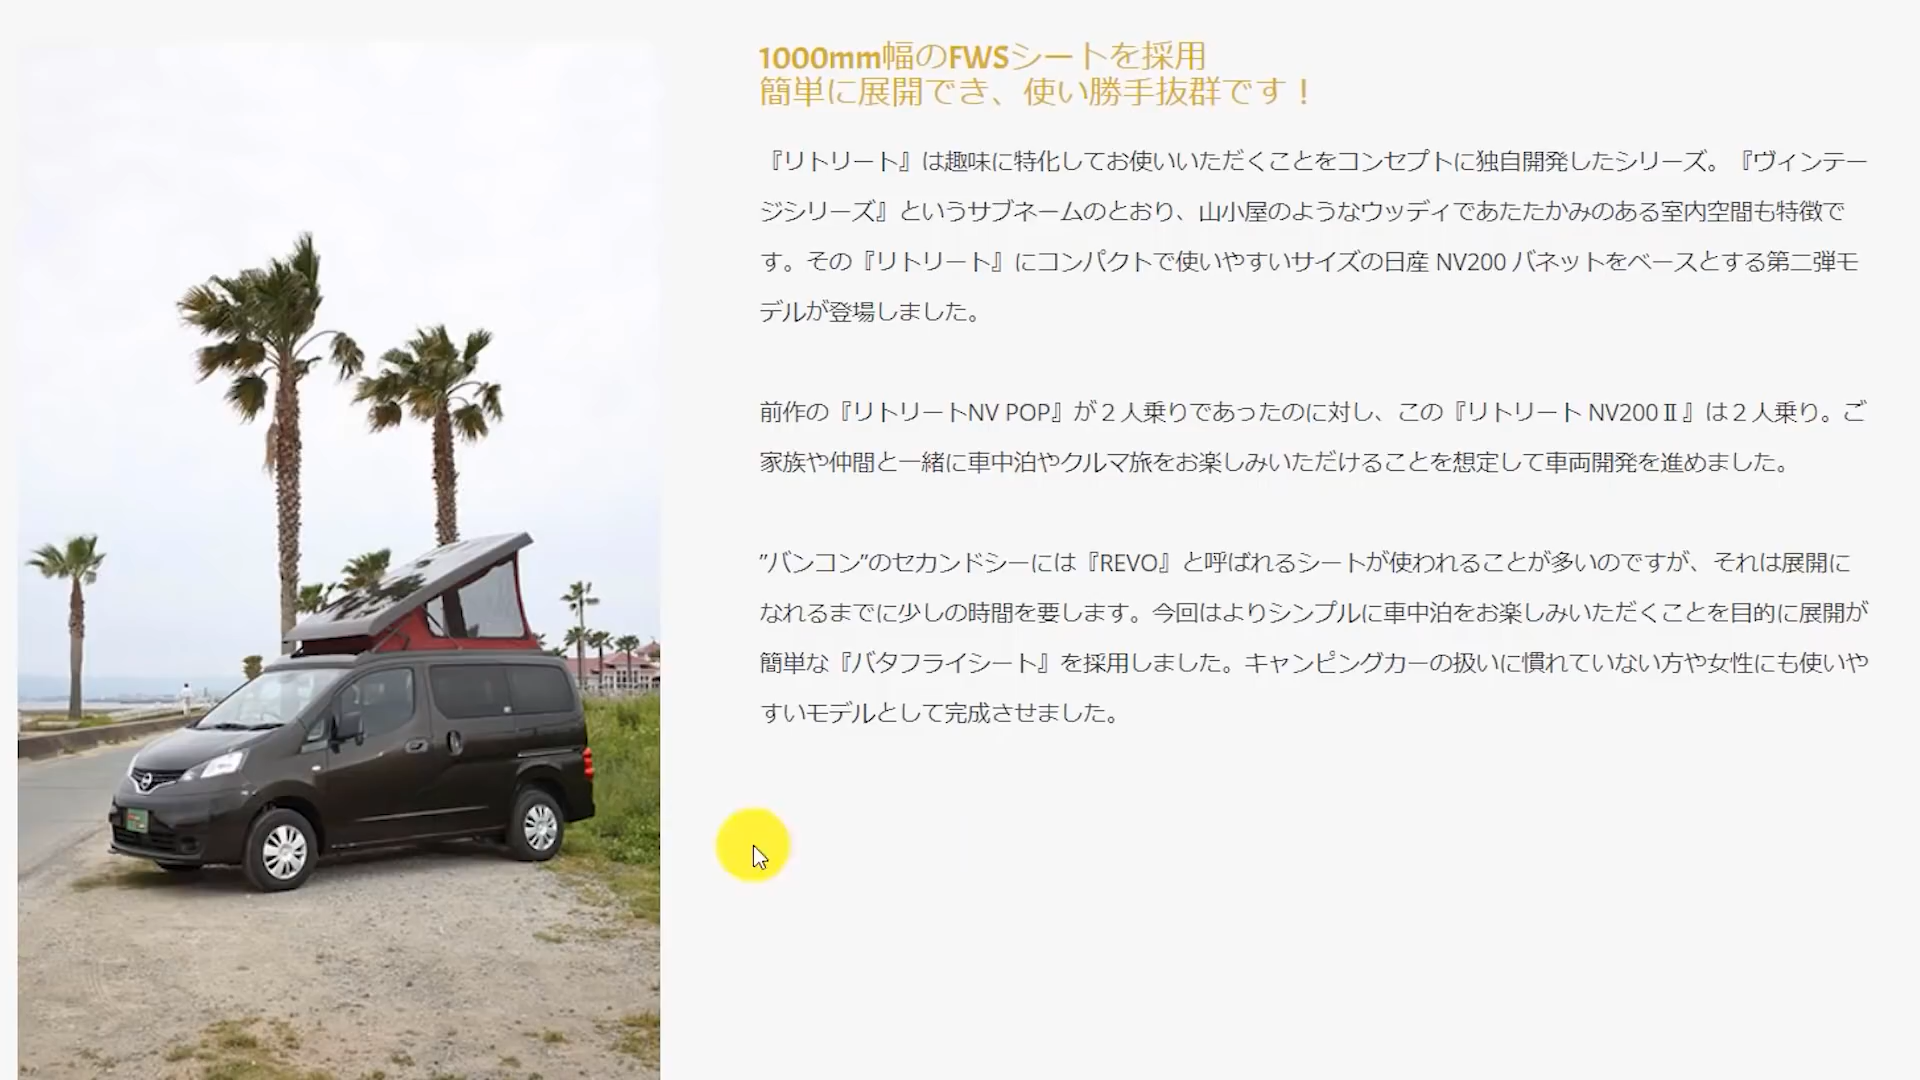 1000mm幅のFWSシートを採用
簡単に展開でき、使い勝手抜群です！
『リトリート』は趣味に特化してお使いいただくことをコンセプトに独自開発したシリーズ。『ヴィンテー
ジシリーズ』というサブネームのとおり、山小屋のようなウッディであたたかみのある室内空間も特徴で
す。その『リトリート』にコンパクトで使いやすいサイズの日産 NV200 バネットをベースとする第二弾モ
デルが登場しました。
前作の『リトリートNV POP』が２人乗りであったのに対し、この『リトリート NV200Ⅱ』は２人乗り。ご
家族や仲間と一緒に車中泊やクルマ旅をお楽しみいただけることを想定して車両開発を進めました。
”バンコン”のセカンドシーには『REVO』と呼ばれるシートが使われることが多いのですが、それは展開に
なれるまでに少しの時間を要します。今回はよりシンプルに車中泊をお楽しみいただくことを目的に展開が
簡単な『バタフライシート』を採用しました。キャンピングカーの扱いに慣れていない方や女性にも使いや
すいモデルとして完成させました。